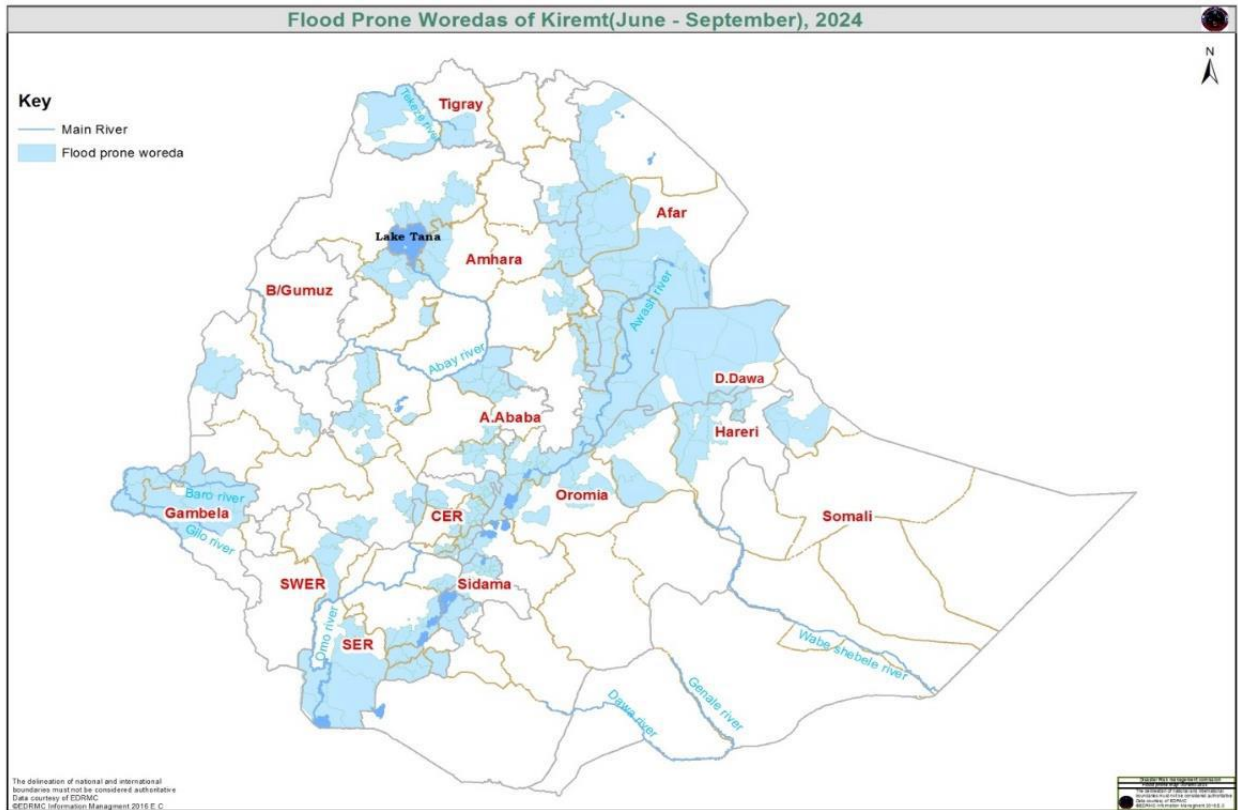 Flood Prone Woredas of Kiremt(June - September), 2024
N
Key
Main River
Flood prone woreda
Tekeze river
Tigray
Afar
Lake Tana
Amhara
B/Gumuz
Awash river
Abay river
D.Dawa
A.Ababa
Hareri
Baro river
Gambela
Oromia
CER
Somali
Gilo river
SWER
Sidama
Omo river
SER
Wabe shebele river
Genale river
Dawa river
The delineation of national and international
boundaries must not be considered authoritative
Data courtesy of EDRMC
©EDRMC Information Managment 2016 E.C